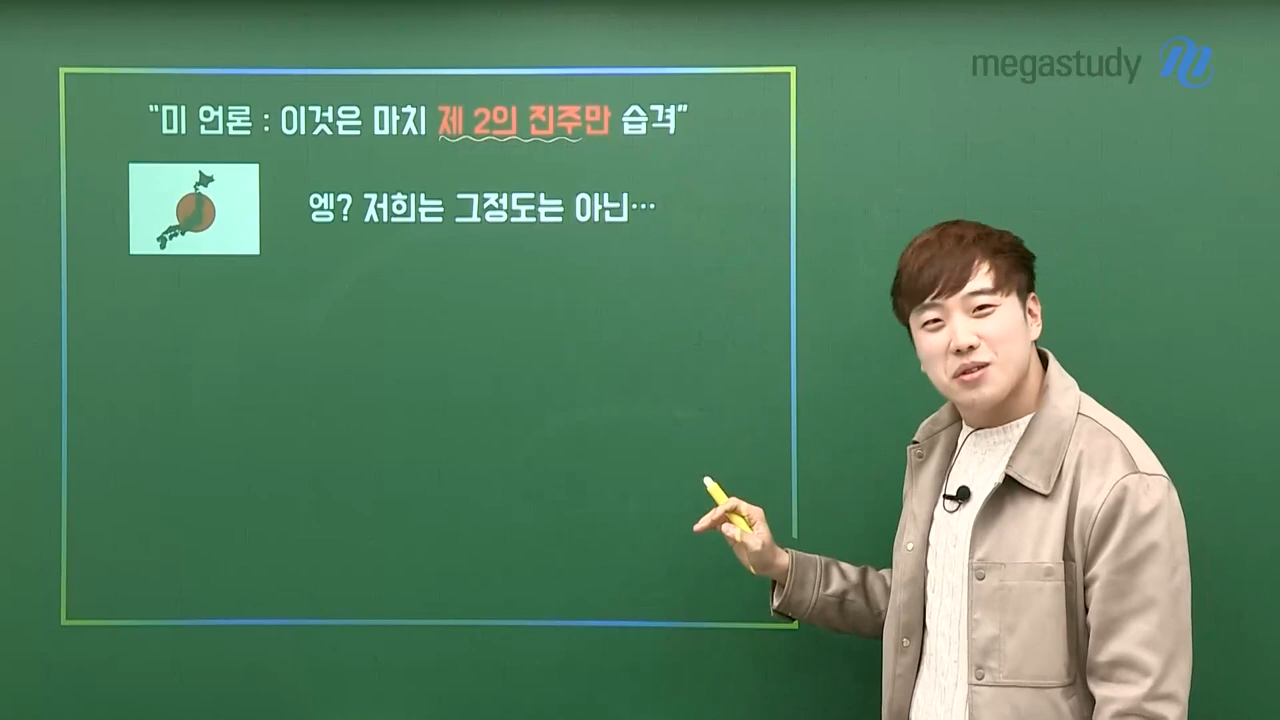 megastudy
"미 언론 : 이것은 마치 제 2의 진주만 습격"
엥? 저희는 그정도는 아닌…